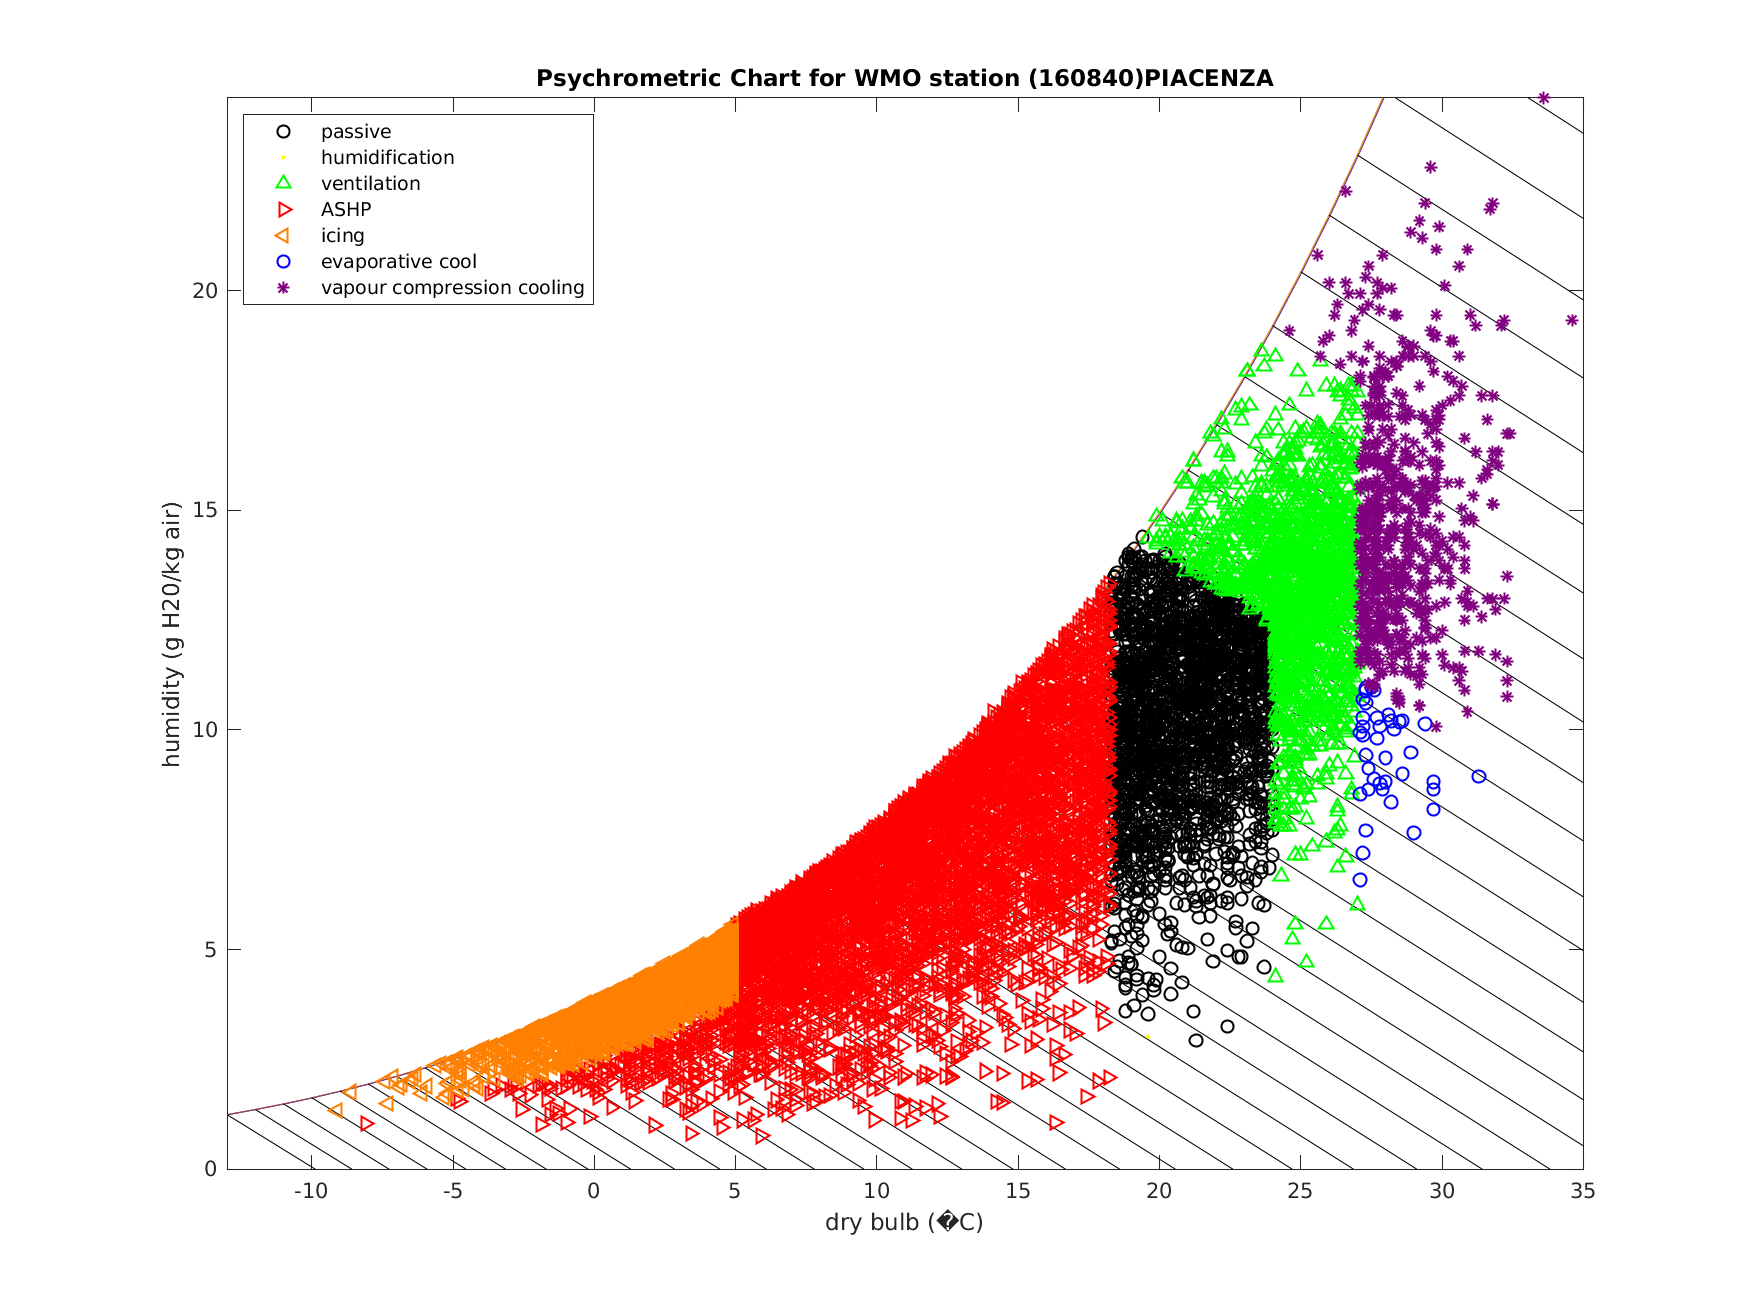 Psychrometric Chart for WMO station (160840)PIACENZA
passive
humidification
ventilation
ASHP
icing
evaporative cool
vapour compression cooling
humidity (g H20/kg air)
20
15
10
5
0
-10 -5 0 5 10 15 20 25 30 35
dry bulb (�C)